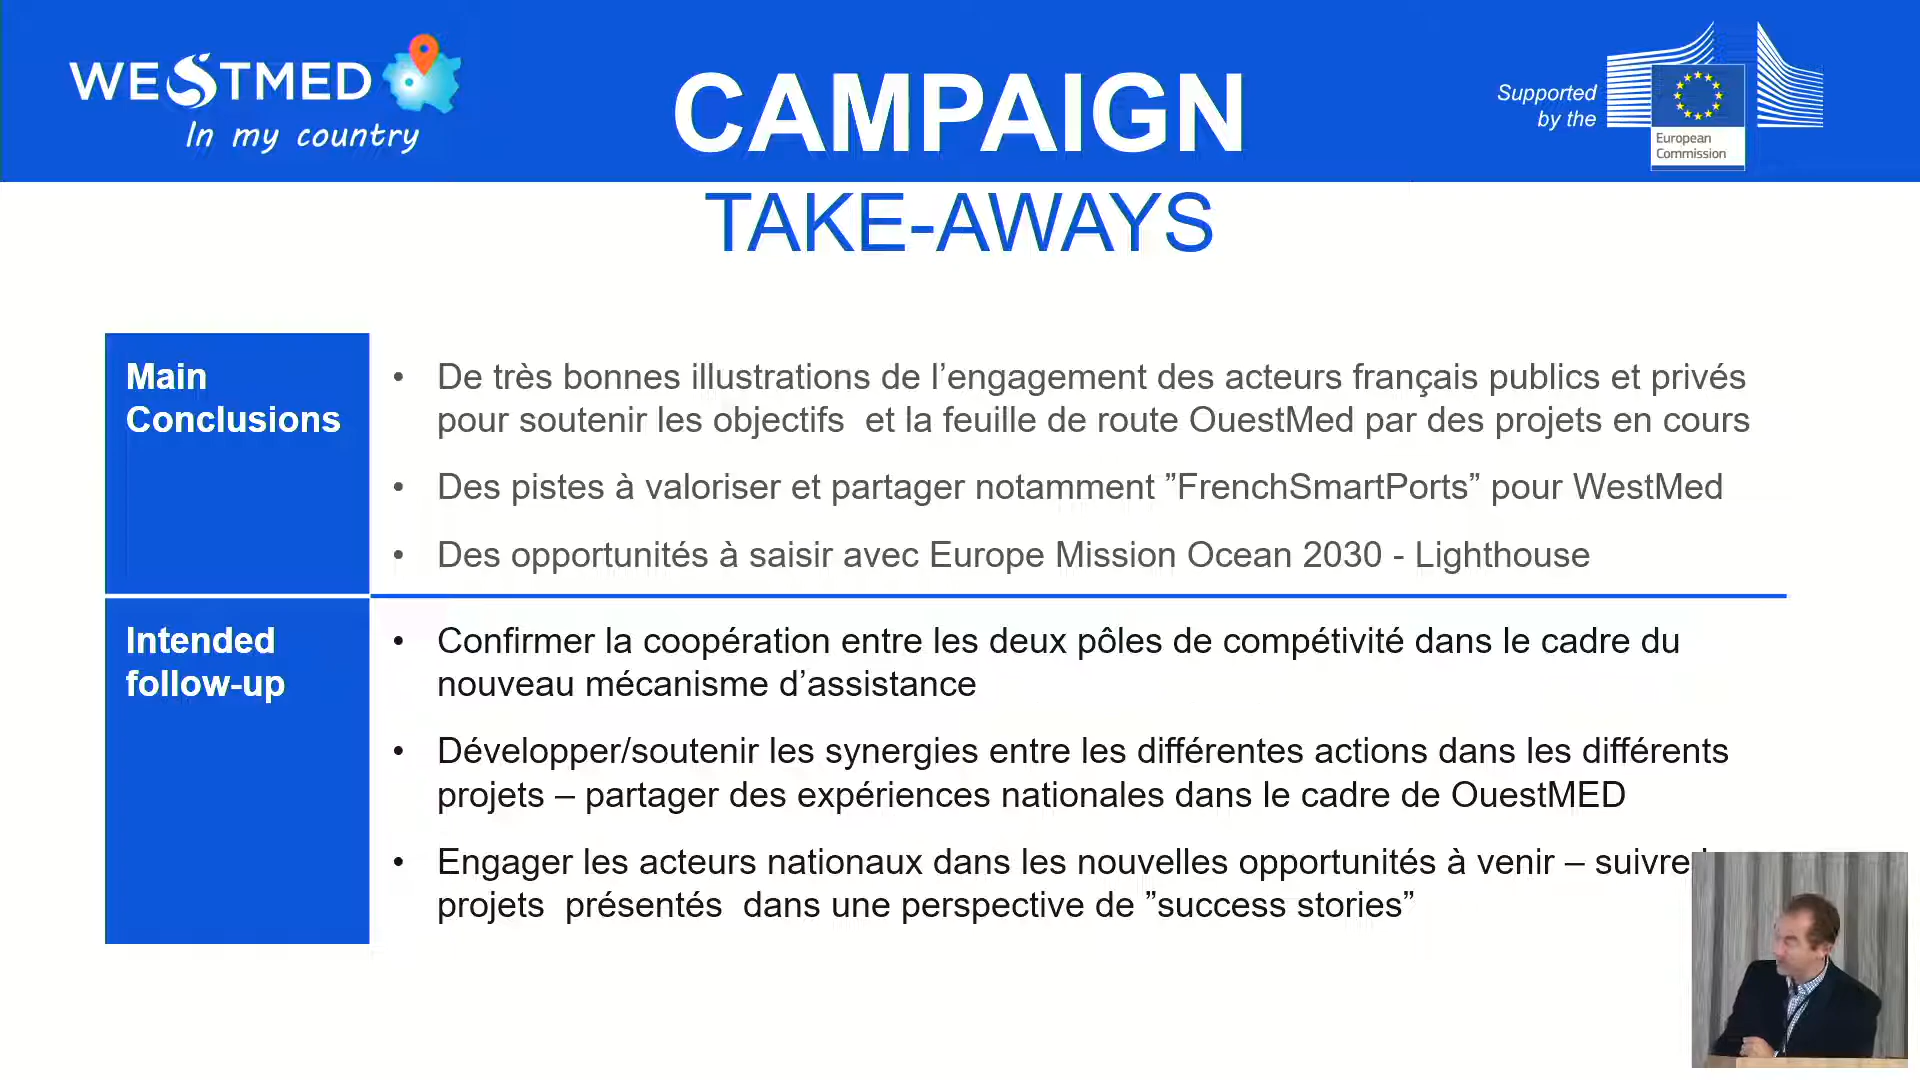 WESTMED
In my country
CAMPAIGN
TAKE-AWAYS
Supported
by the
European
Commission
Main
Conclusions
• De très bonnes illustrations de l’engagement des acteurs français publics et privés
pour soutenir les objectifs et la feuille de route OuestMed par des projets en cours
• Des pistes à valoriser et partager notamment ”FrenchSmartPorts” pour WestMed
• Des opportunités à saisir avec Europe Mission Ocean 2030 - Lighthouse
Intended
follow-up
• Confirmer la coopération entre les deux pôles de compétivité dans le cadre du
nouveau mécanisme d’assistance
• Développer/soutenir les synergies entre les différentes actions dans les différents
projets – partager des expériences nationales dans le cadre de OuestMED
• Engager les acteurs nationaux dans les nouvelles opportunités à venir – suivre
projets présentés dans une perspective de ”success stories”